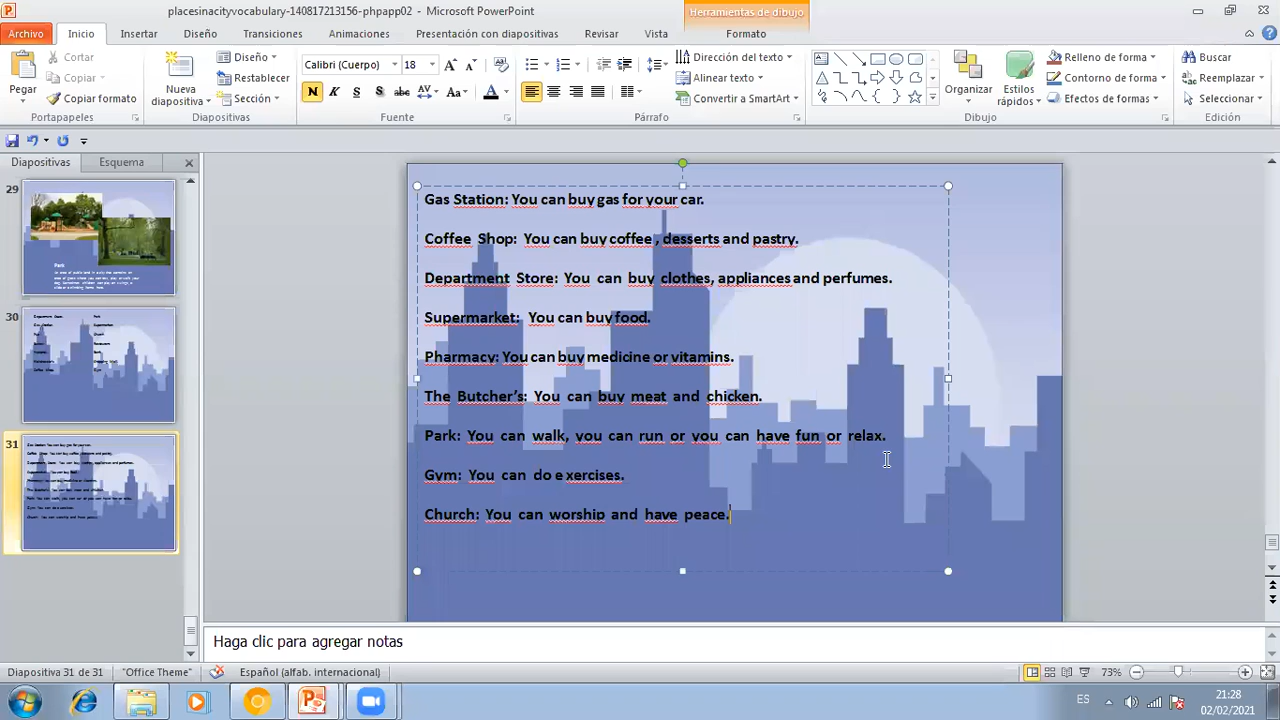 placesinacityvocabulary-140817213156-phpapp02 - Microsoft PowerPoint
Herramientas de dibujo
Archivo Inicio Insertar Diseño Transiciones Animaciones Presentación con diapositivas Revisar Vista Formato
Pegar
Cortar
Copiar
Copiar formato
Portapapeles
Nueva diapositiva
Diseño
Restablecer
Sección
Diapositivas
Calibri (Cuerpo) 18
N K S S abc AV Aa A
Fuente
Párrafo
Dirección del texto
Alinear texto
Convertir a SmartArt
Organizar
Estilos rápidos
Relleno de forma
Contorno de forma
Efectos de formas
Dibujo
Buscar
Reemplazar
Seleccionar
Edición
Diapositivas Esquema
29
Park
30
31
Gas Station: You can buy gas for your car.
Coffee Shop: You can buy coffee , desserts and pastry.
Department Store: You can buy clothes, appliances and perfumes.
Supermarket: You can buy food.
Pharmacy: You can buy medicine or vitamins.
The Butcher's: You can buy meat and chicken.
Park: You can walk, you can run or you can have fun or relax.
Gym: You can do e xercises.
Church: You can worship and have peace.
Haga clic para agregar notas
Diapositiva 31 de 31 "Office Theme" Español (alfab. internacional) 73%
ES 21:28
02/02/2021